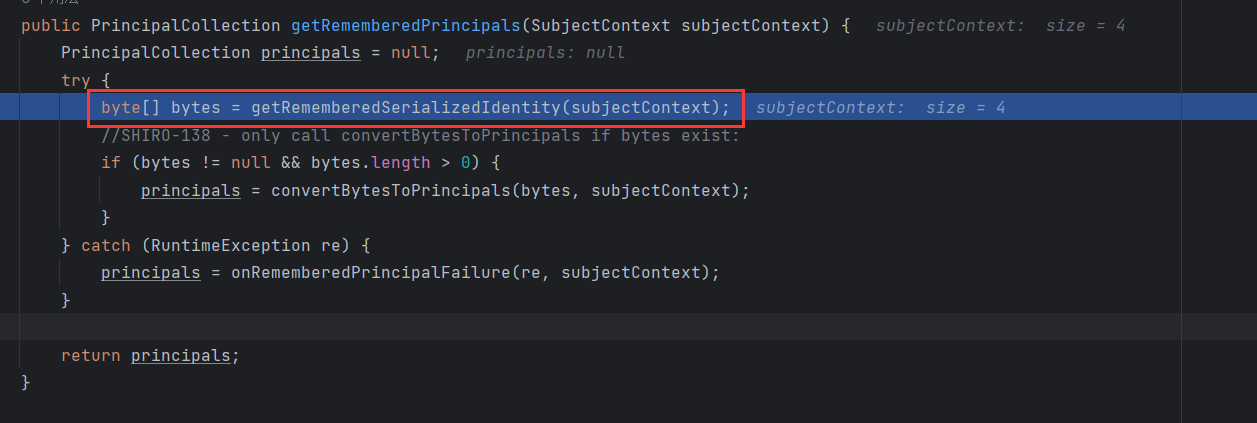 public PrincipalCollection getRememberedPrincipals(SubjectContext subjectContext) {   subjectContext:  size = 4
    PrincipalCollection principals = null;   principals: null
    try {
        byte[] bytes = getRememberedSerializedIdentity(subjectContext);   subjectContext:  size = 4
        //SHIRO-138 - only call convertBytesToPrincipals if bytes exist:
        if (bytes != null && bytes.length > 0) {
            principals = convertBytesToPrincipals(bytes, subjectContext);
        }
    } catch (RuntimeException re) {
        principals = onRememberedPrincipalFailure(re, subjectContext);
    }
    return principals;
}